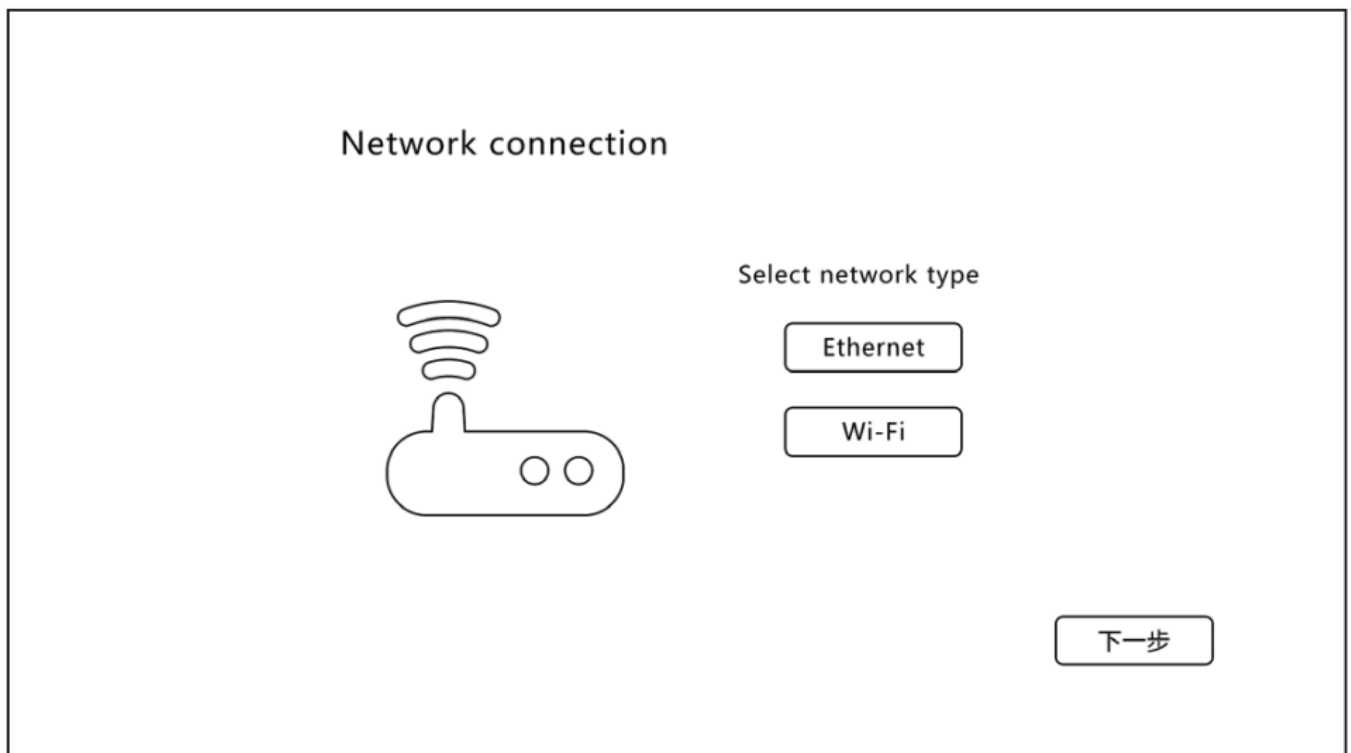 Network connection
Select network type
Ethernet
Wi-Fi
下一步